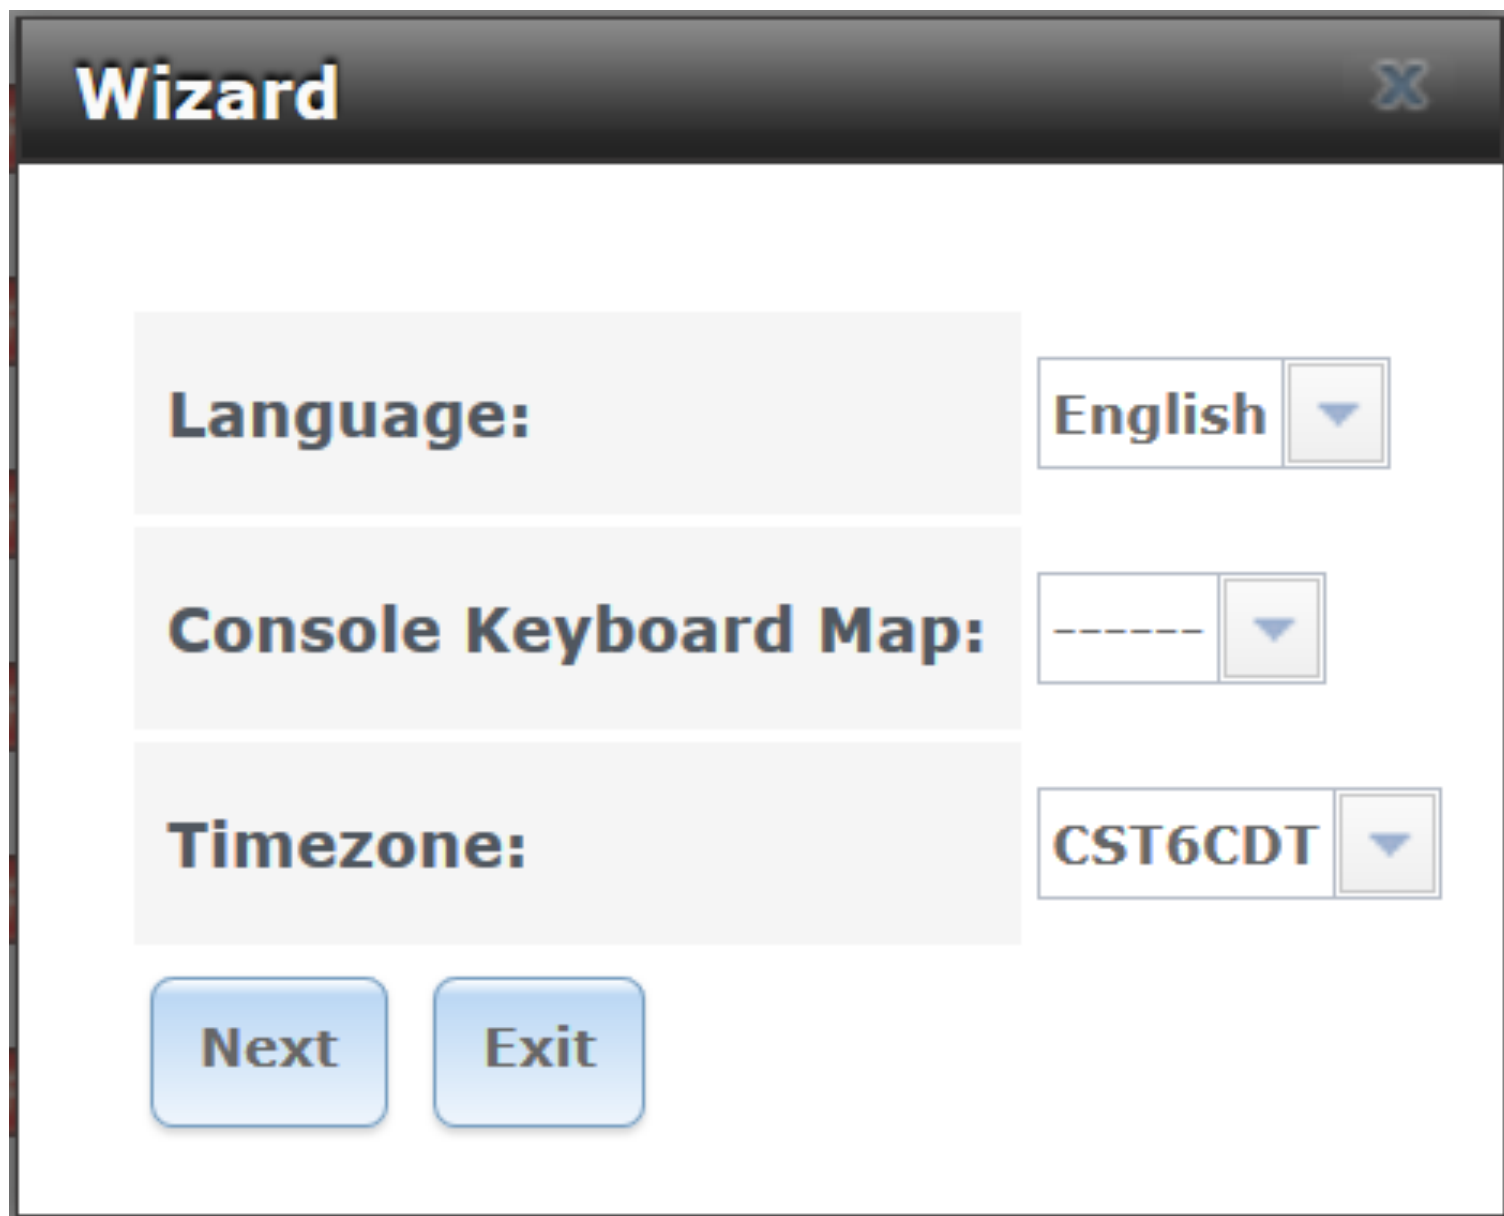 Wizard x
Language: English
Console Keyboard Map: ------
Timezone: CST6CDT
Next Exit